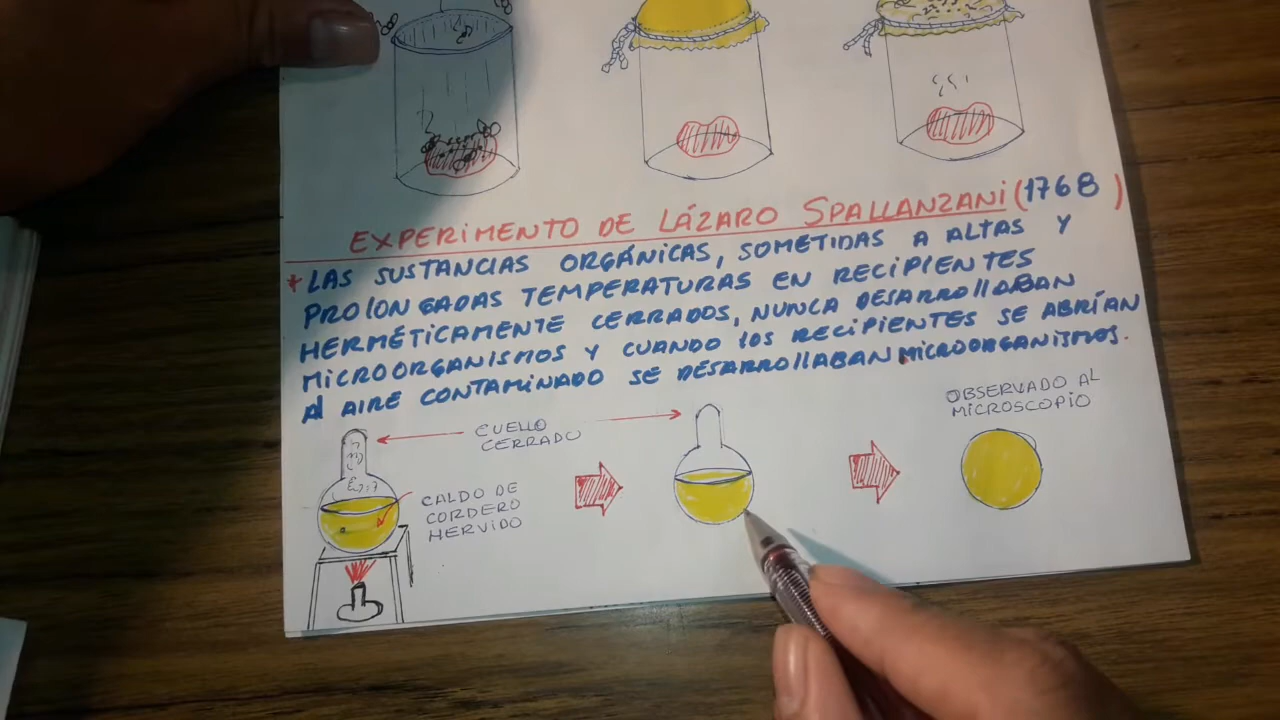 EXPERIMENTO DE LÁZARO SPALLANZANI (1768)
* LAS SUSTANCIAS ORGÁNICAS, SOMETIDAS A ALTAS Y
PROLONGADAS TEMPERATURAS EN RECIPIENTES
HERMÉTICAMENTE CERRADOS, NUNCA DESARROLLABAN
MICROORGANISMOS Y CUANDO LOS RECIPIENTES SE ABRÍAN
Al AIRE CONTAMINADO SE DESARROLLABAN MICROORGANISMOS.
CUELLO
CERRADO
OBSERVADO AL
MICROSCOPIO
CALDO DE
CORDERO
HERVIDO